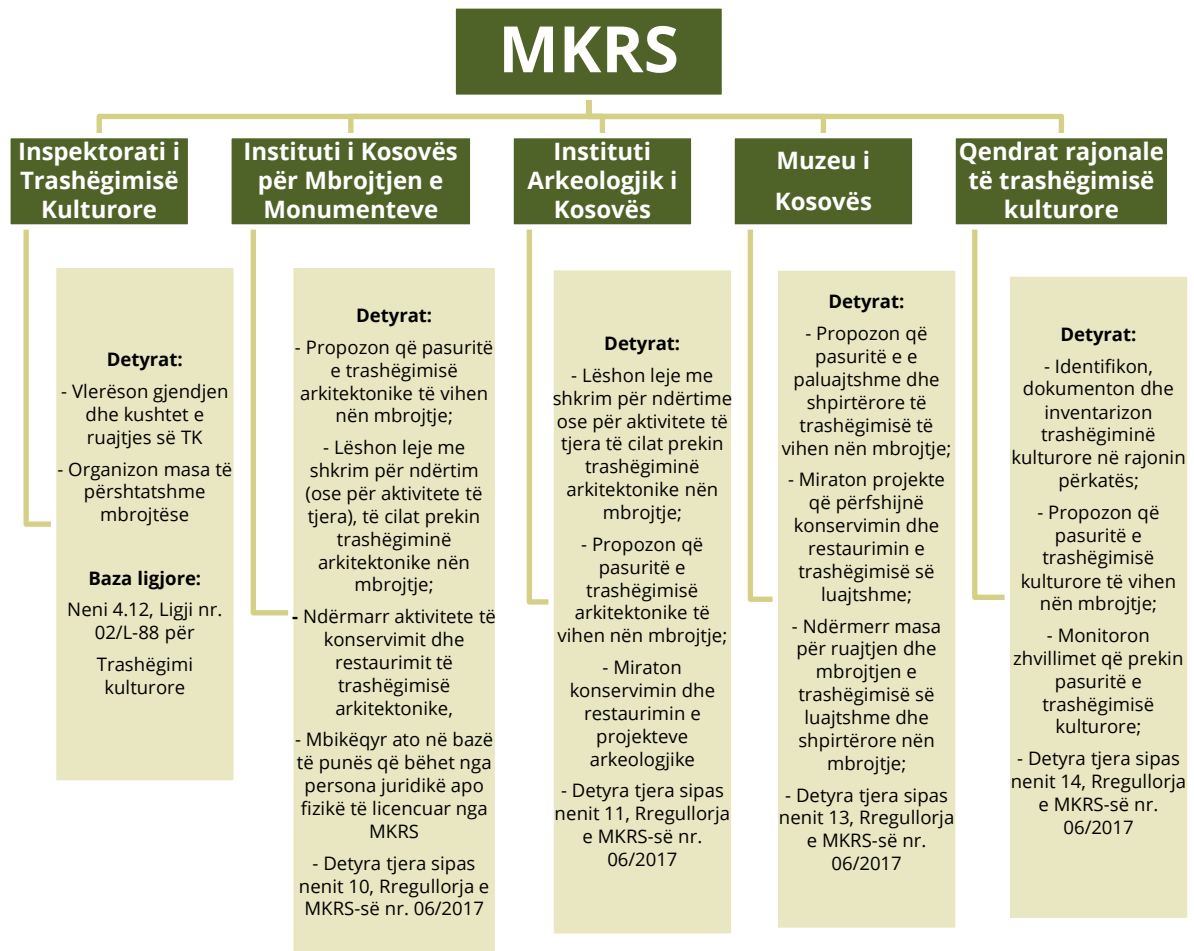 MKRS
Inspektorati i
Trashëgimisë
Kulturore
Instituti i Kosovës
për Mbrojtjen e
Monumenteve
Instituti
Arkeologjik i
Kosovës
Muzeu i
Kosovës
Qendrat rajonale
të trashëgimisë
kulturore
Detyrat:
- Vlerëson gjendjen
dhe kushtet e
ruajtjes së TK
- Organizon masa të
përshtatshme
mbrojtëse
Baza ligjore:
Neni 4.12, Ligji nr.
02/L-88 për
Trashëgimi
kulturore
Detyrat:
- Propozon që pasuritë
e trashëgimisë
arkitektonike të vihen
nën mbrojtje;
- Lëshon leje me
shkrim për ndërtim
(ose për aktivitete të
tjera), të cilat prekin
trashëgiminë
arkitektonike nën
mbrojtje;
- Ndërmarr aktivitete të
konservimit dhe
restaurimit të
trashëgimisë
arkitektonike,
- Mbikëqyr ato në bazë
të punës që bëhet nga
persona juridikë apo
fizikë të licencuar nga
MKRS
- Detyra tjera sipas
nenit 10, Rregullorja e
MKRS-së nr. 06/2017
Detyrat:
- Lëshon leje me
shkrim për ndërtime
ose për aktivitete të
tjera të cilat prekin
trashëgiminë
arkitektonike nën
mbrojtje;
- Propozon që
pasuritë e
trashëgimisë
arkitektonike të
vihen nën mbrojtje;
- Miraton
konservimin dhe
restaurimin e
projekteve
arkeologjike
- Detyra tjera sipas
nenit 11, Rregullorja
e MKRS-së nr.
06/2017
Detyrat:
- Propozon që
pasuritë e e
paluajtshme dhe
shpirtërore të
trashëgimisë të
vihen nën mbrojtje;
- Miraton projekte
që përfshijnë
konservimin dhe
restaurimin e
trashëgimisë së
luajtshme;
- Ndërmerr masa
për ruajtjen dhe
mbrojtjen e
trashëgimisë së
luajtshme dhe
shpirtërore nën
mbrojtje;
- Detyra tjera sipas
nenit 13, Rregullorja
e MKRS-së nr.
06/2017
Detyrat:
- Identifikon,
dokumenton dhe
inventarizon
trashëgiminë
kulturore në rajonin
përkatës;
- Propozon që
pasuritë e
trashëgimisë
kulturore të vihen
nën mbrojtje;
- Monitoron
zhvillimet që prekin
pasuritë e
trashëgimisë
kulturore;
- Detyra tjera sipas
nenit 14, Rregullorja
e MKRS-së nr.
06/2017